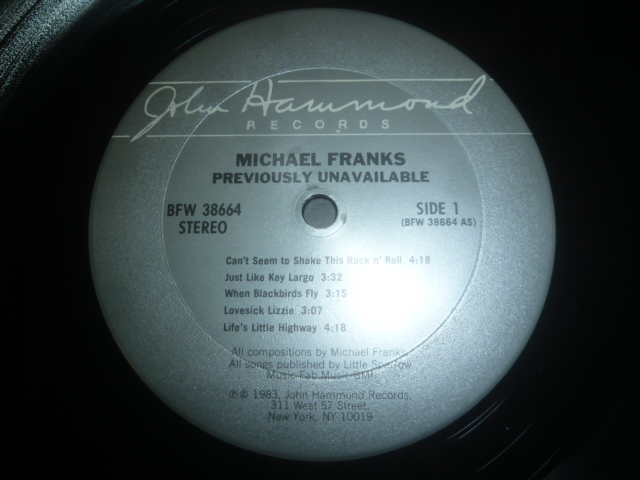 John Hammond
RECORDS
MICHAEL FRANKS
PREVIOUSLY UNAVAILABLE
BFW 38664
STEREO
SIDE 1
(BFW 38664 AS)
Can't Seem to Shake This Rock n' Roll 4:18
Just Like Key Largo 3:32
When Blackbirds Fly 3:15
Lovesick Lizzie 3:07
Life's Little Highway 4:18
All compositions by Michael Franks.
All songs published by Little Sparrow
Music-Fab Music-BMI.
℗© 1983, John Hammond Records,
311 West 57 Street,
New York, NY 10019